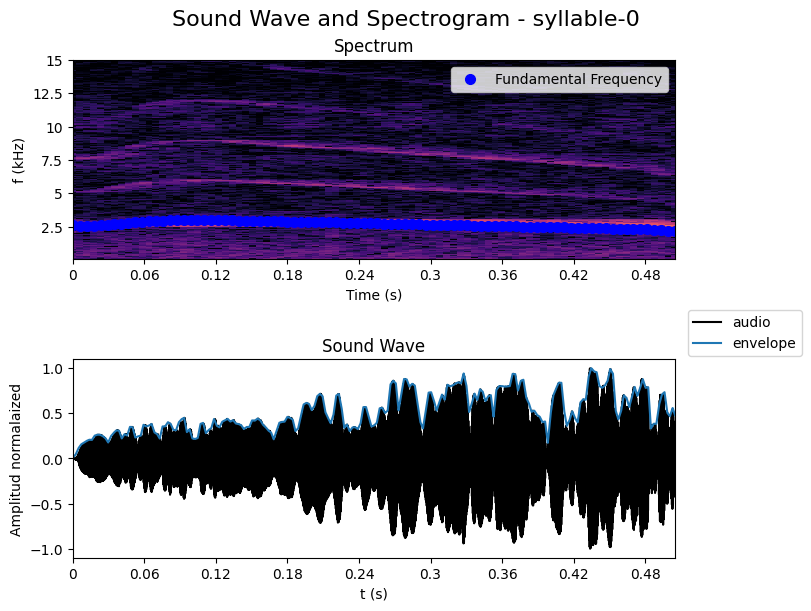 Sound Wave and Spectrogram - syllable-0
Spectrum
15
12.5
10
7.5
5
2.5
f (kHz)
Fundamental Frequency
0 0.06 0.12 0.18 0.24 0.3 0.36 0.42 0.48
Time (s)
audio
envelope
Sound Wave
1.0
0.5
0.0
−0.5
−1.0
Amplitud normalaized
0 0.06 0.12 0.18 0.24 0.3 0.36 0.42 0.48
t (s)